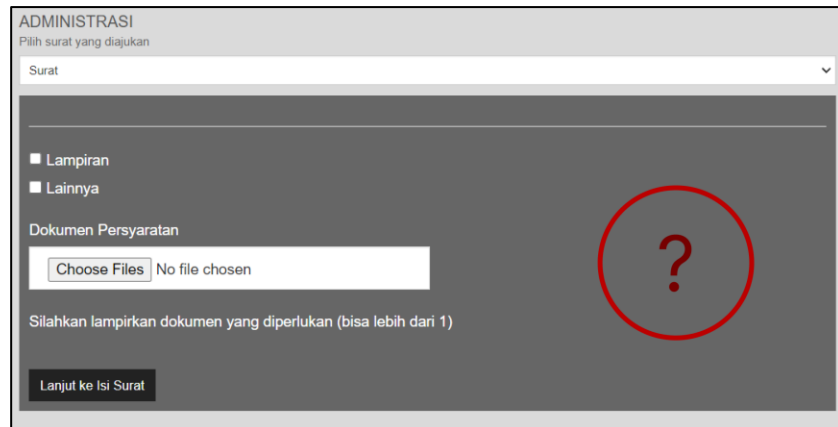 ADMINISTRASI
Pilih surat yang diajukan
Surat
Lampiran
Lainnya
Dokumen Persyaratan
Choose Files No file chosen
?
Silahkan lampirkan dokumen yang diperlukan (bisa lebih dari 1)
Lanjut ke Isi Surat